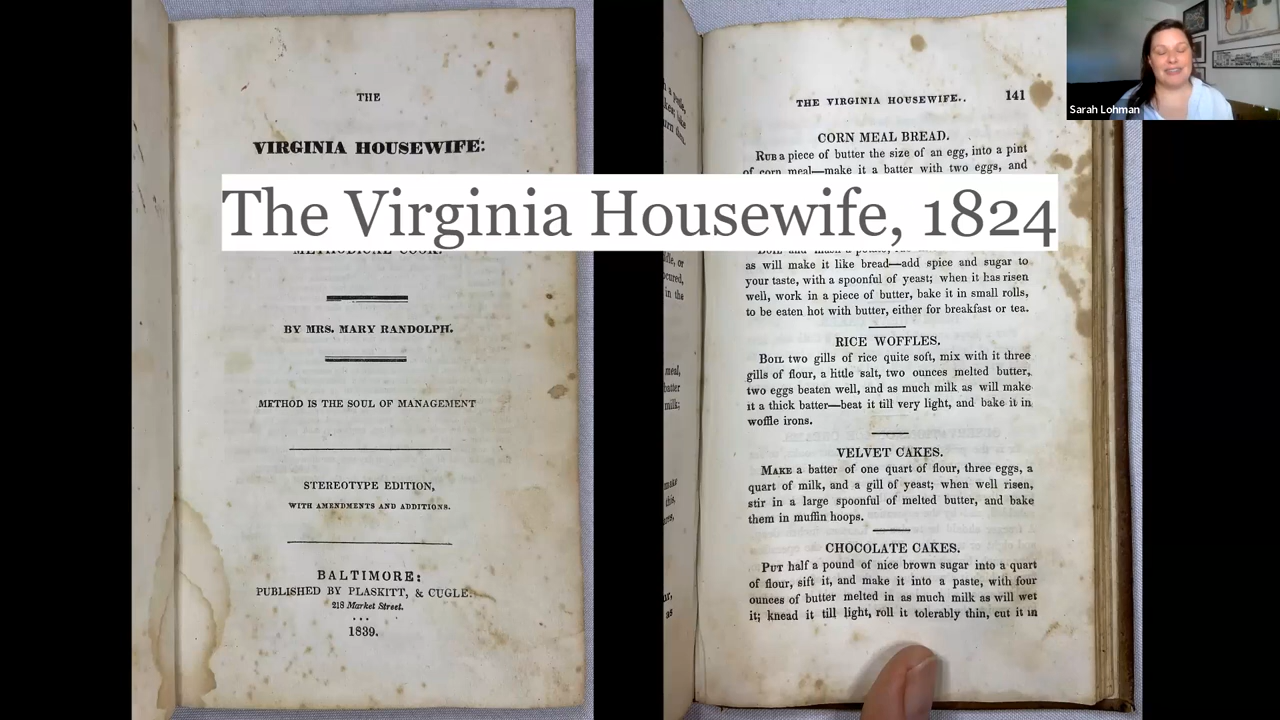 THE
VIRGINIA HOUSEWIFE:
METHODICAL COOK.
BY MRS. MARY RANDOLPH.
METHOD IS THE SOUL OF MANAGEMENT
STEREOTYPE EDITION,
WITH AMENDMENTS AND ADDITIONS.
BALTIMORE:
PUBLISHED BY PLASKITT, & CUGLE.
218 Market Street.
1839.
The Virginia Housewife, 1824
THE VIRGINIA HOUSEWIFE. 141
CORN MEAL BREAD.
RUB a piece of butter the size of an egg, into a pint
of corn meal—make it a batter with two eggs, and
as will make it like bread—add spice and sugar to
your taste, with a spoonful of yeast; when it has risen
well, work in a piece of butter, bake it in small rolls,
to be eaten hot with butter, either for breakfast or tea.
RICE WOFFLES.
BOIL two gills of rice quite soft, mix with it three
gills of flour, a little salt, two ounces melted butter,
two eggs beaten well, and as much milk as will make
it a thick batter—beat it till very light, and bake it in
woffle irons.
VELVET CAKES.
MAKE a batter of one quart of flour, three eggs, a
quart of milk, and a gill of yeast; when well risen,
stir in a large spoonful of melted butter, and bake
them in muffin hoops.
CHOCOLATE CAKES.
PUT half a pound of nice brown sugar into a quart
of flour, sift it, and make it into a paste, with four
ounces of butter melted in as much milk as will wet
it; knead it till light, roll it tolerably thin, cut it in
Sarah Lohman